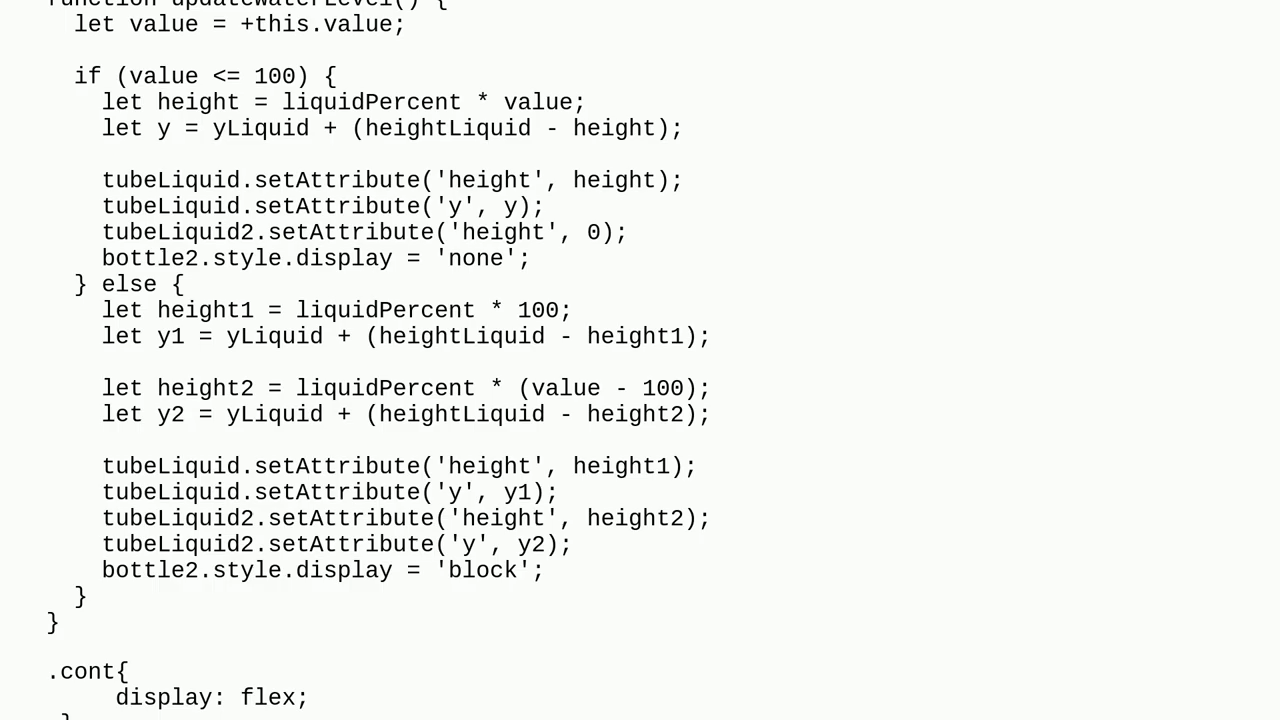 function updateWaterLevel() {
  let value = +this.value;

  if (value <= 100) {
    let height = liquidPercent * value;
    let y = yLiquid + (heightLiquid - height);

    tubeLiquid.setAttribute('height', height);
    tubeLiquid.setAttribute('y', y);
    tubeLiquid2.setAttribute('height', 0);
    bottle2.style.display = 'none';
  } else {
    let height1 = liquidPercent * 100;
    let y1 = yLiquid + (heightLiquid - height1);

    let height2 = liquidPercent * (value - 100);
    let y2 = yLiquid + (heightLiquid - height2);

    tubeLiquid.setAttribute('height', height1);
    tubeLiquid.setAttribute('y', y1);
    tubeLiquid2.setAttribute('height', height2);
    tubeLiquid2.setAttribute('y', y2);
    bottle2.style.display = 'block';
  }
}

.cont{
     display: flex;
 }